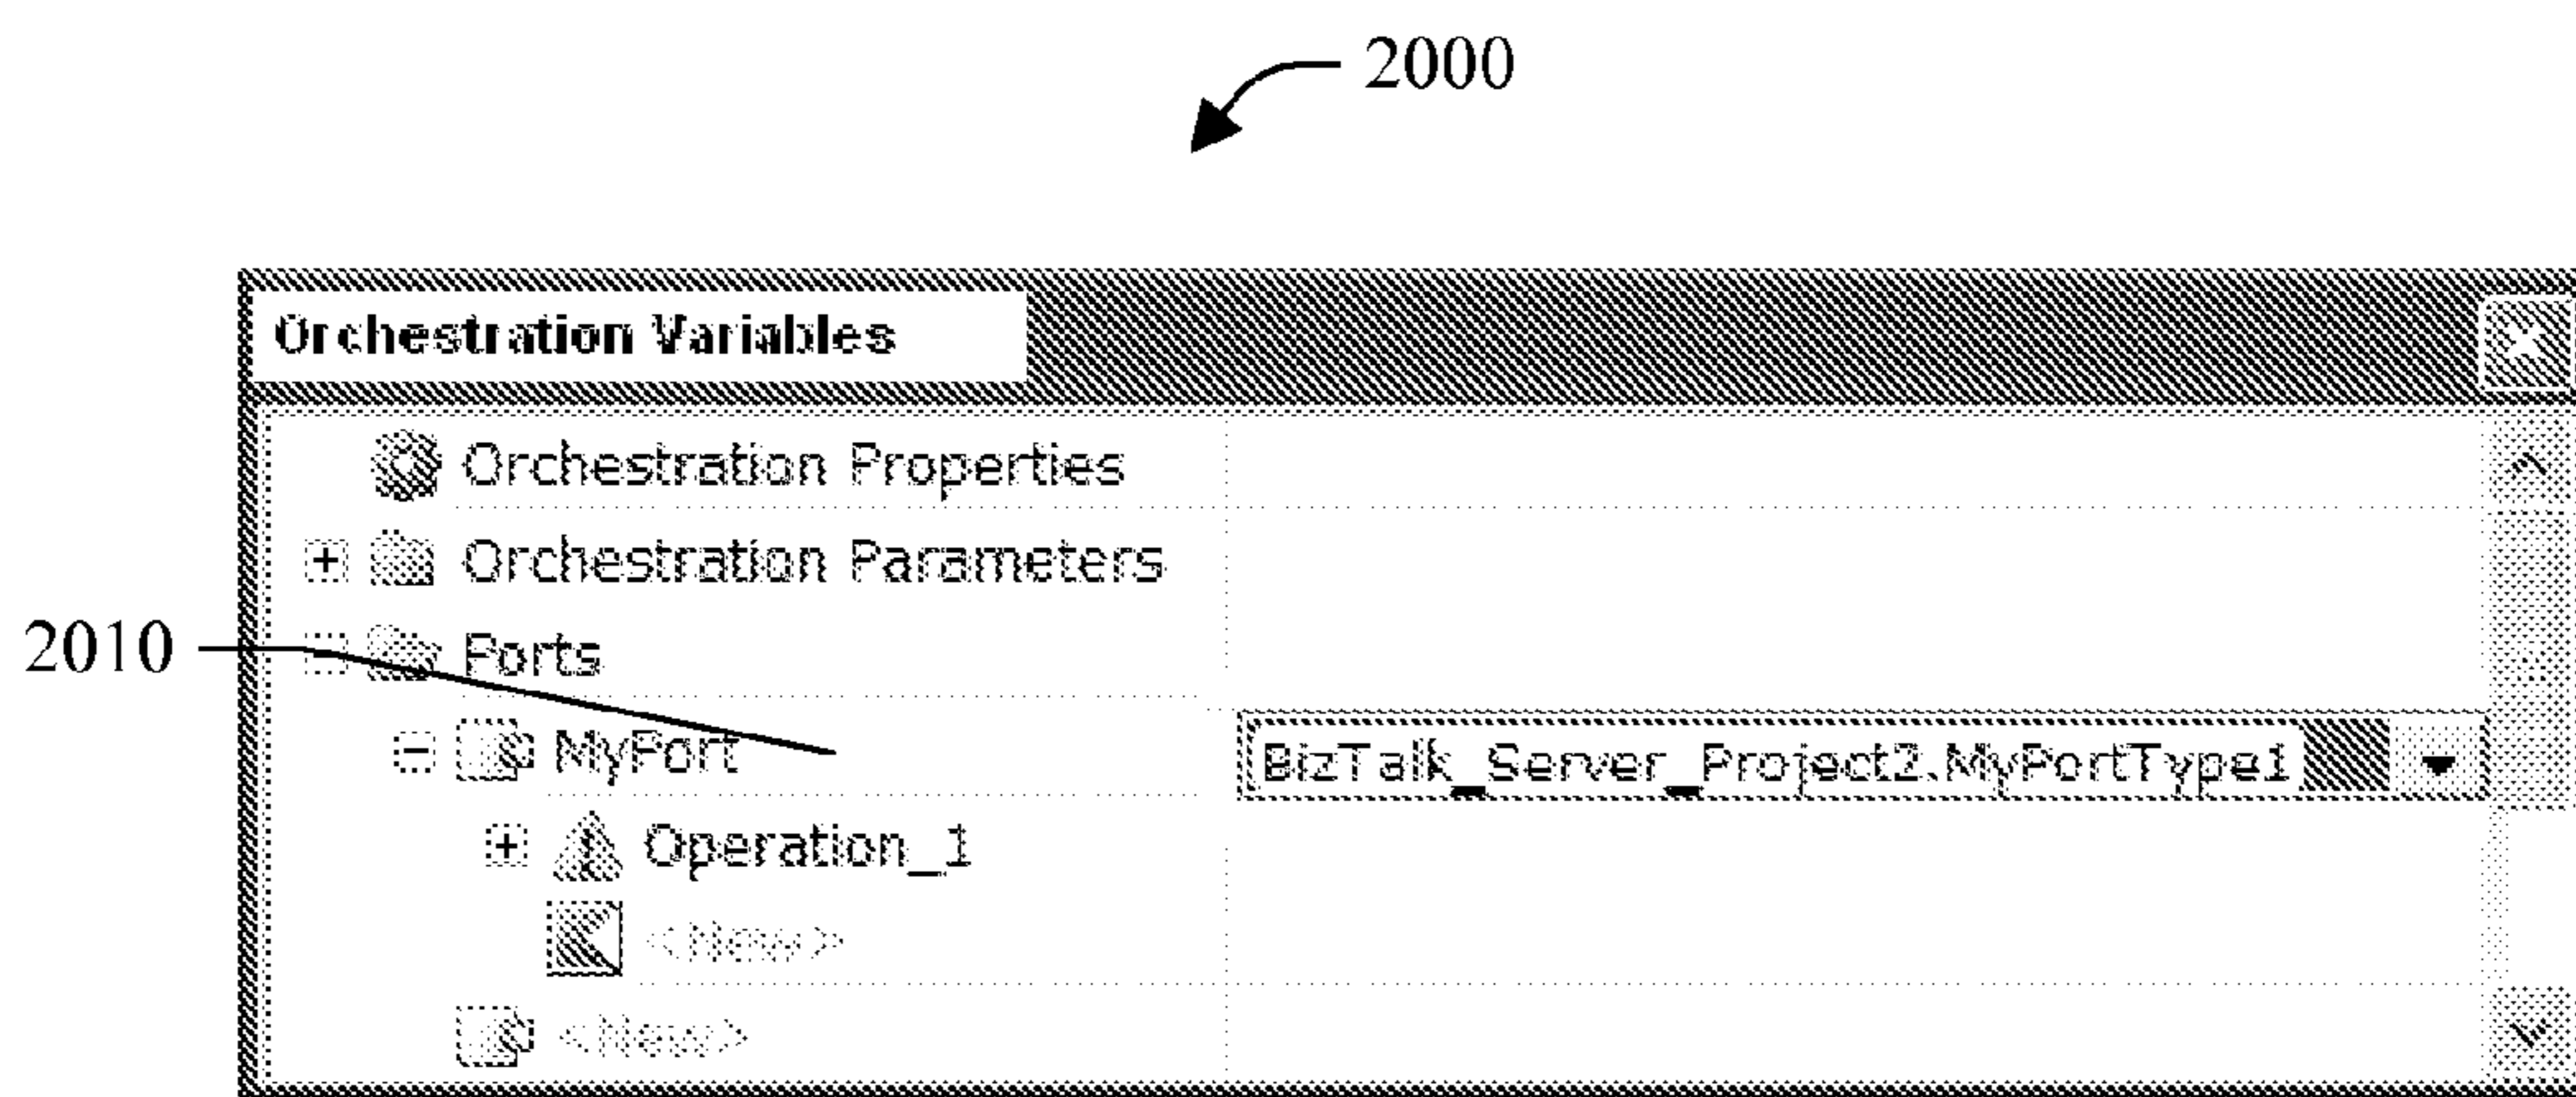 2000
Orchestration Variables
Orchestration Properties
Orchestration Parameters
2010 Ports
MyPort BizTalk_Server_Project2.MyPortType1
Operation_1
<New>
<New>